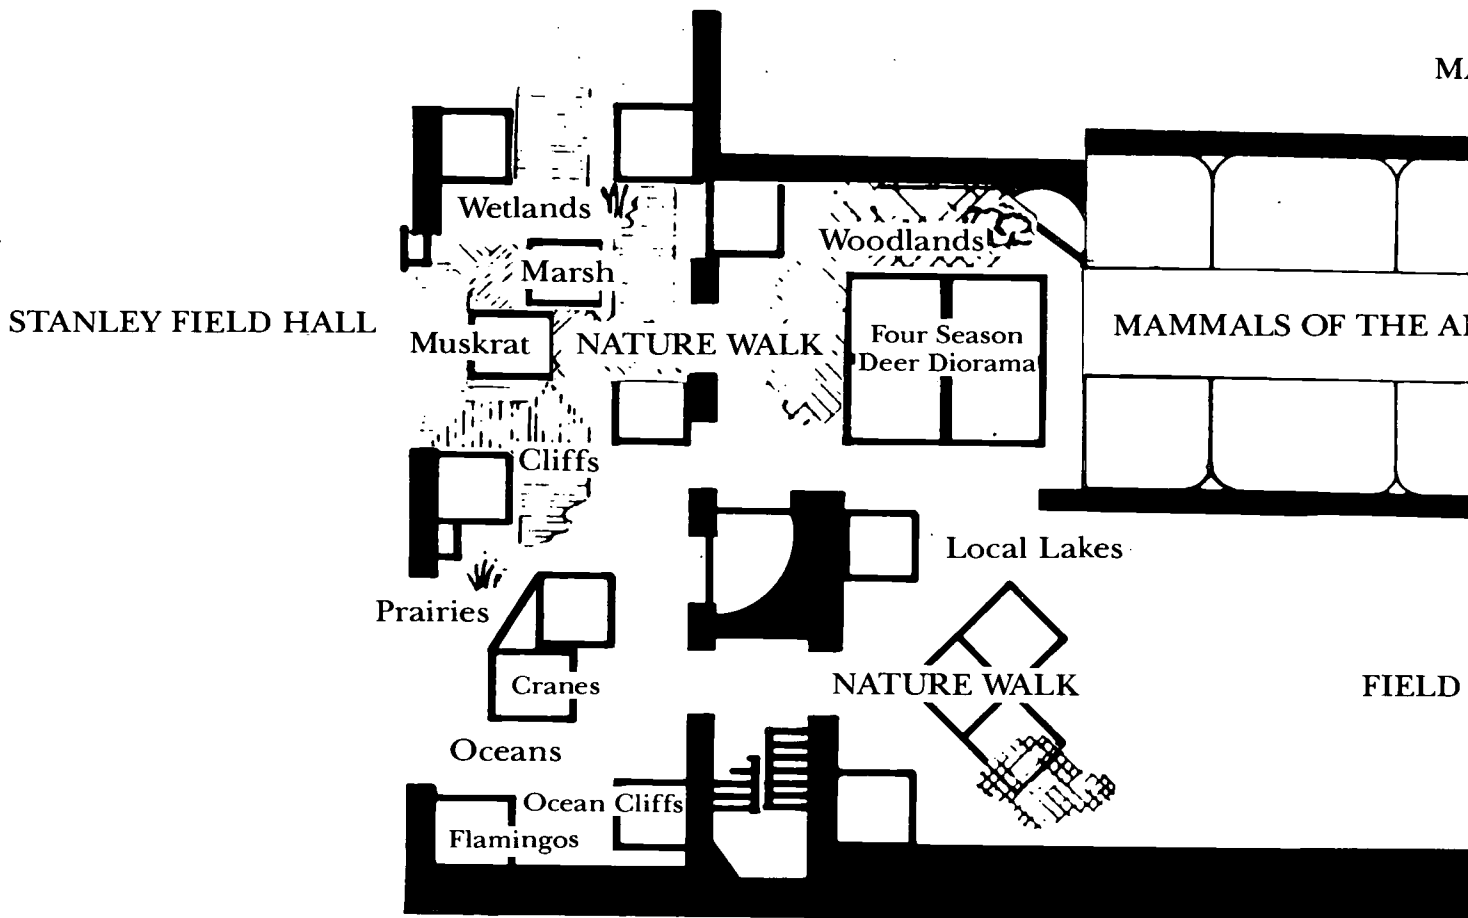 Wetlands
Marsh
Woodlands
STANLEY FIELD HALL
Muskrat
NATURE WALK
Four Season
Deer Diorama
MAMMALS OF THE
Cliffs
Local Lakes
Prairies
Cranes
NATURE WALK
FIELD
Oceans
Ocean Cliffs
Flamingos